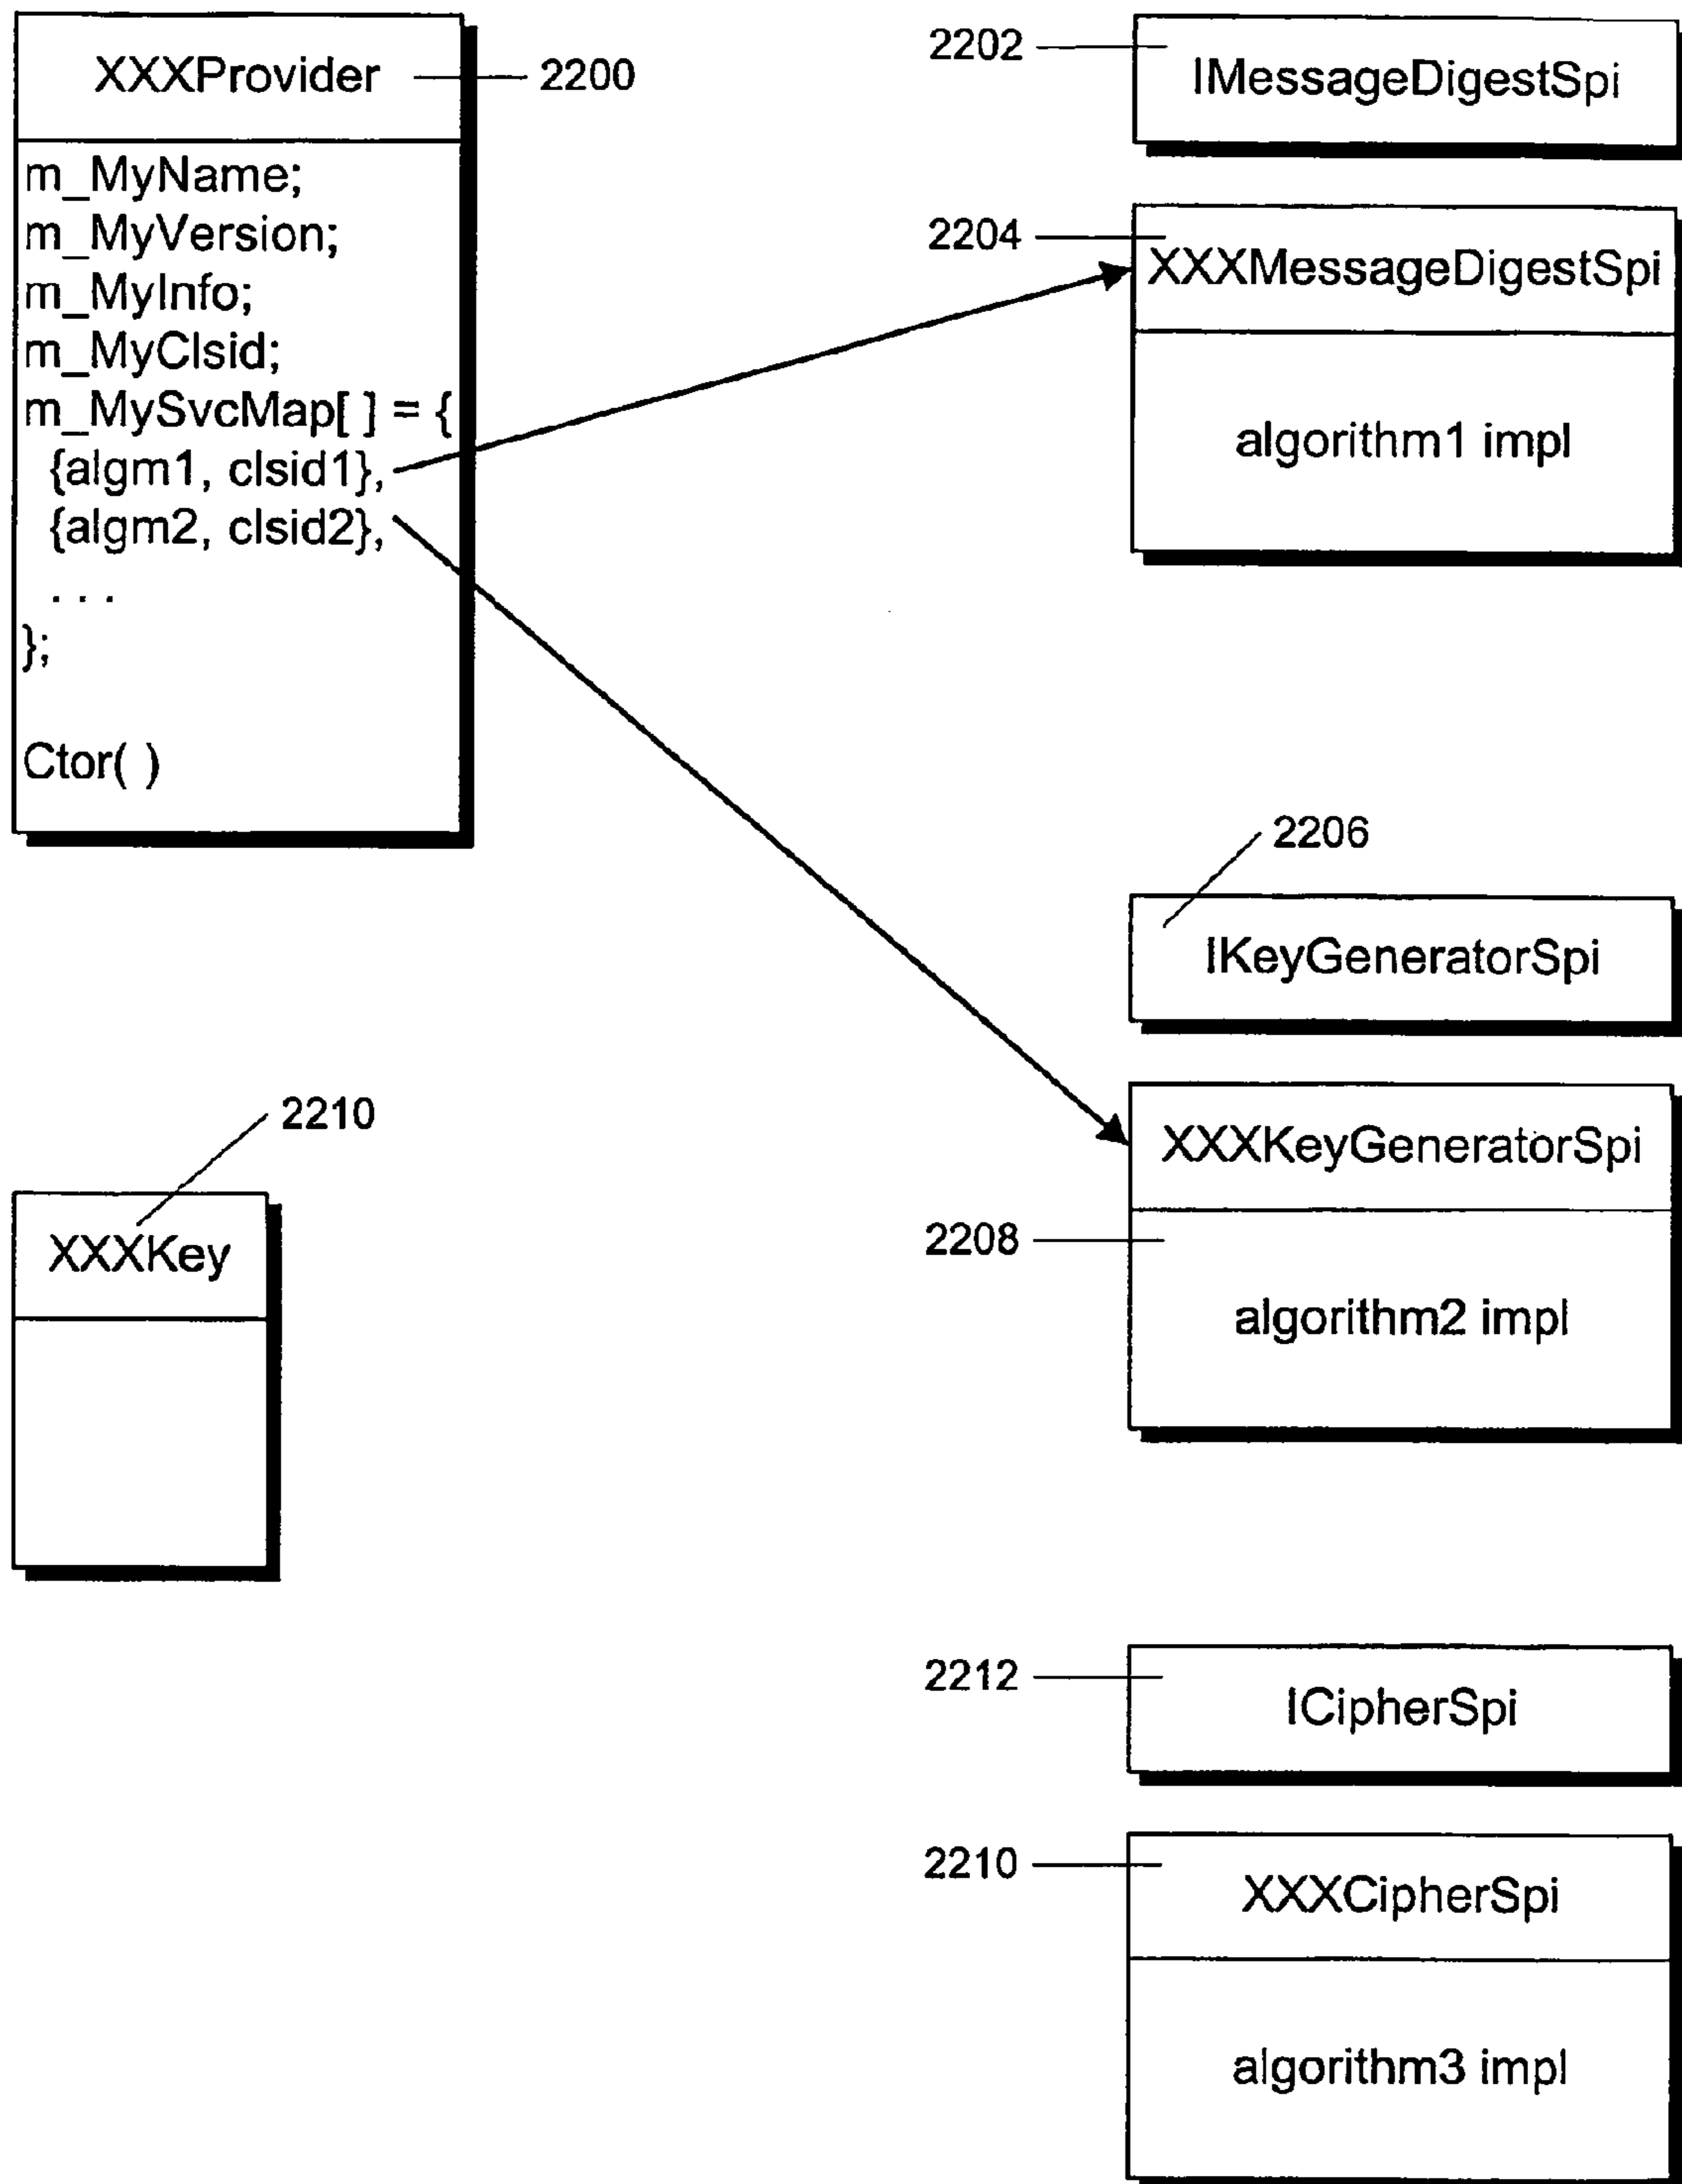 XXXProvider
2200
m_MyName;
m_MyVersion;
m_MyInfo;
m_MyClsid;
m_MySvcMap[ ] = {
{algm1, clsid1},
{algm2, clsid2},
. . .
};
Ctor( )
2202
IMessageDigestSpi
2204
XXXMessageDigestSpi
algorithm1 impl
2206
IKeyGeneratorSpi
XXXKeyGeneratorSpi
2208
algorithm2 impl
2210
XXXKey
2212
ICipherSpi
2210
XXXCipherSpi
algorithm3 impl